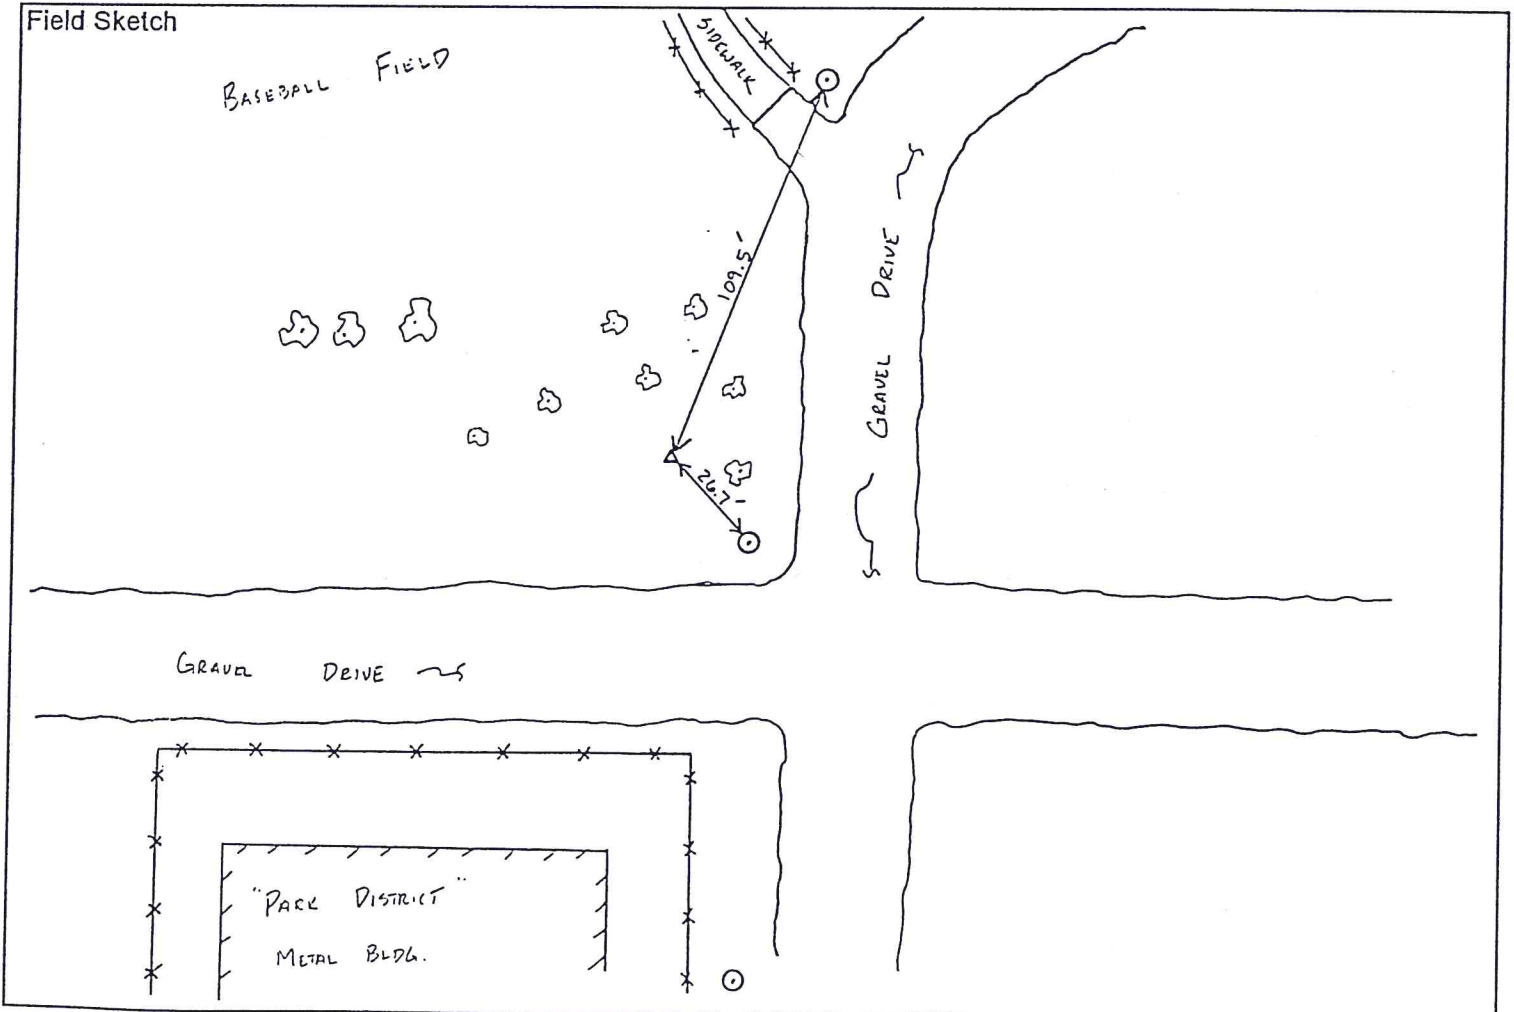 Field Sketch
BASEBALL FIELD
SIDEWALK
109.5'
GRAVEL DRIVE
26.7'
GRAVEL DRIVE
"PARK DISTRICT"
METAL BLDG.